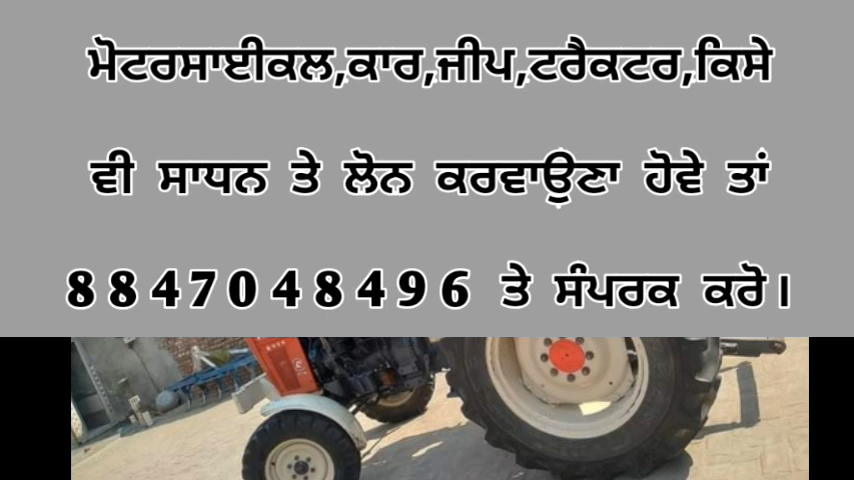 ਮੋਟਰਸਾਈਕਲ,ਕਾਰ,ਜੀਪ,ਟਰੈਕਟਰ,ਕਿਸੇ
ਵੀ ਸਾਧਨ ਤੇ ਲੋਨ ਕਰਵਾਉਣਾ ਹੋਵੇ ਤਾਂ
8847048496 ਤੇ ਸੰਪਰਕ ਕਰੋ।